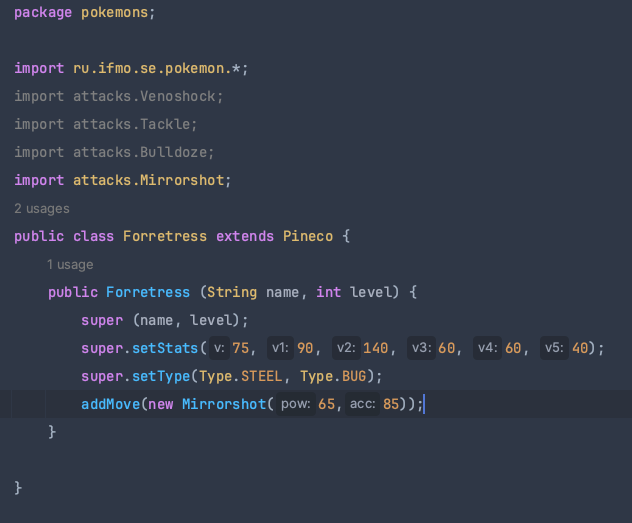 package pokemons;
import ru.ifmo.se.pokemon.*;
import attacks.Venoshock;
import attacks.Tackle;
import attacks.Bulldoze;
import attacks.Mirrorshot;
2 usages
public class Forretress extends Pineco {
1 usage
public Forretress (String name, int level) {
super (name, level);
super.setStats( v: 75, v1: 90, v2: 140, v3: 60, v4: 60, v5: 40);
super.setType(Type.STEEL, Type.BUG);
addMove(new Mirrorshot( pow: 65, acc: 85));
}
}